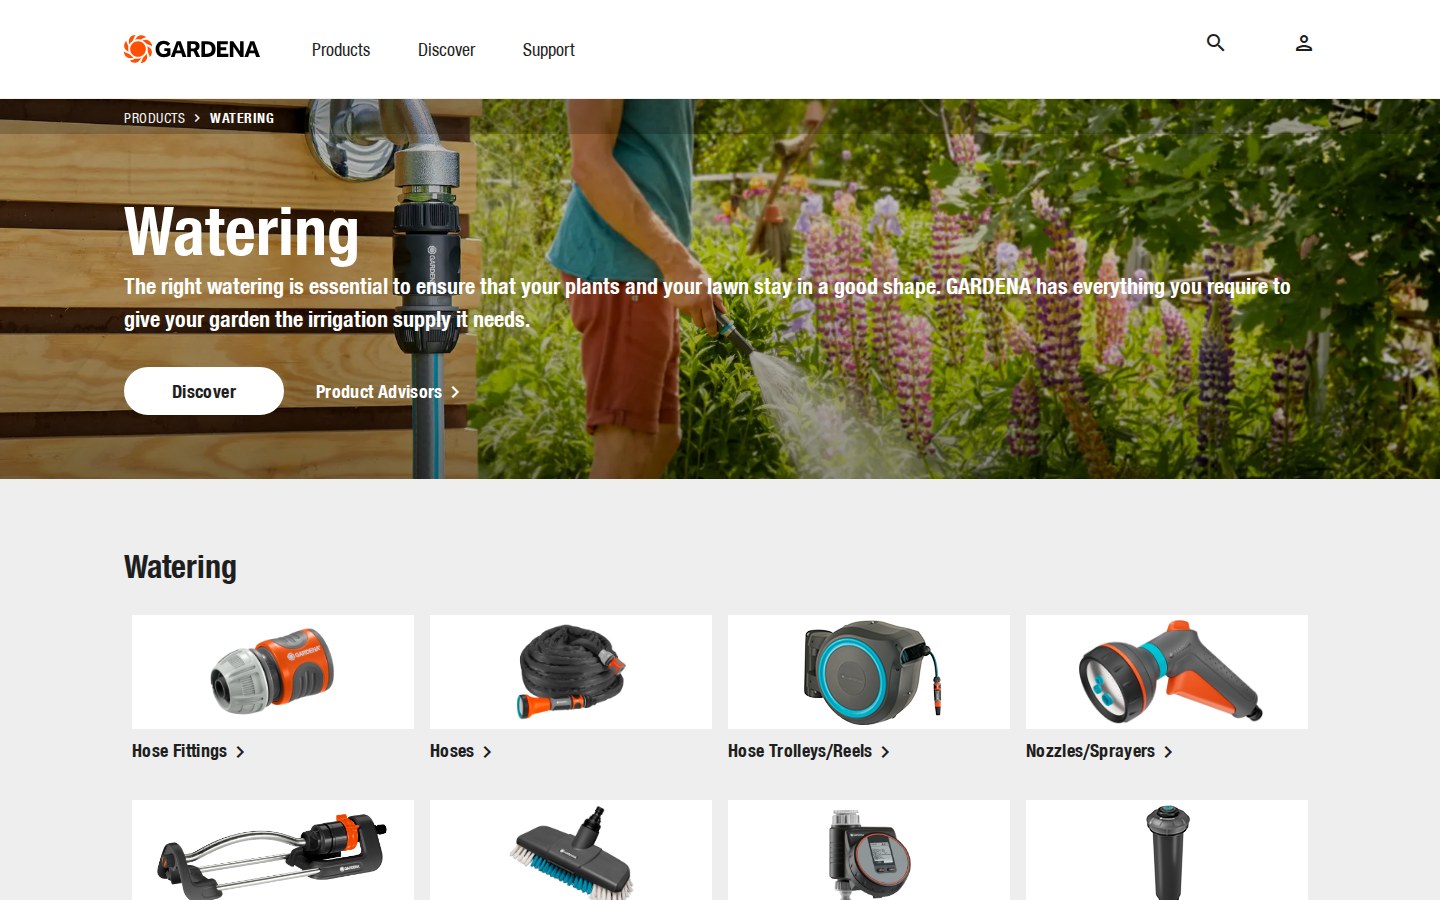 GARDENA
Products
Discover
Support
PRODUCTS > WATERING
Watering
The right watering is essential to ensure that your plants and your lawn stay in a good shape. GARDENA has everything you require to
give your garden the irrigation supply it needs.
Discover
Product Advisors
Watering
GARDENA
Hose Fittings
Hoses
Hose Trolleys/Reels
Nozzles/Sprayers